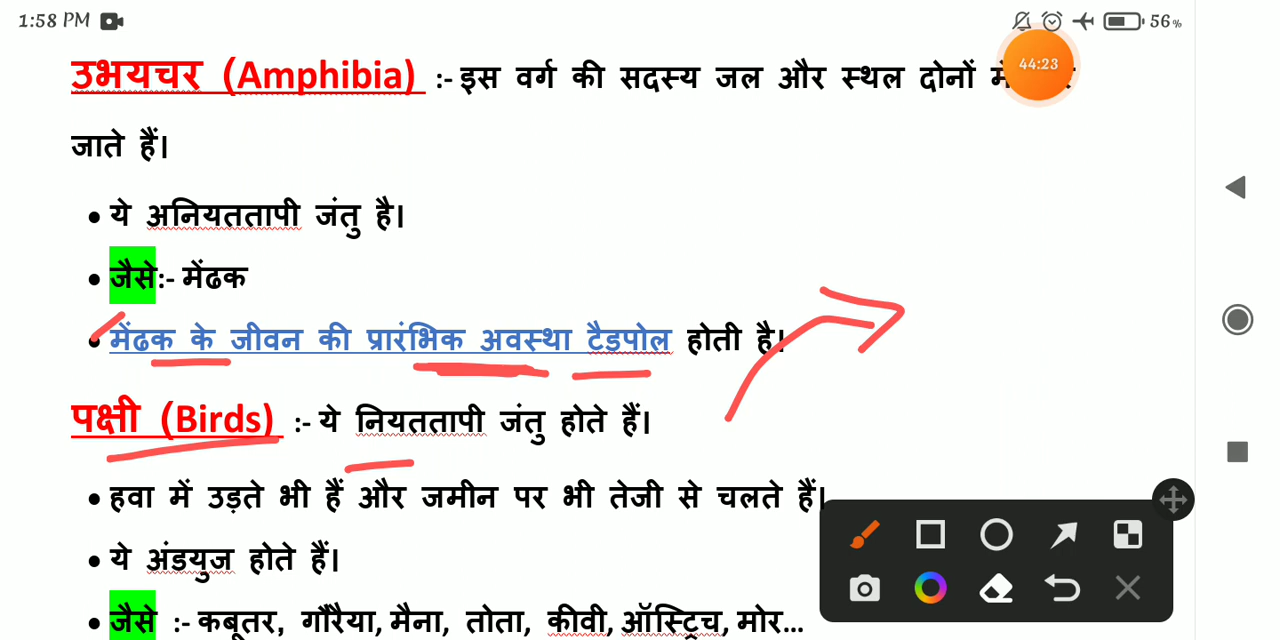 1:58 PM
56%
44:23
उभयचर (Amphibia) :- इस वर्ग की सदस्य जल और स्थल दोनों
जाते हैं।
• ये अनियततापी जंतु है।
• जैसे:- मेंढक
• मेंढक के जीवन की प्रारंभिक अवस्था टैडपोल होती है।
पक्षी (Birds) :- ये नियततापी जंतु होते हैं।
• हवा में उड़ते भी हैं और जमीन पर भी तेजी से चलते हैं।
• ये अंडयुज होते हैं।
• जैसे :- कबूतर, गौरैया, मैना, तोता, कीवी, ऑस्ट्रिच, मोर...